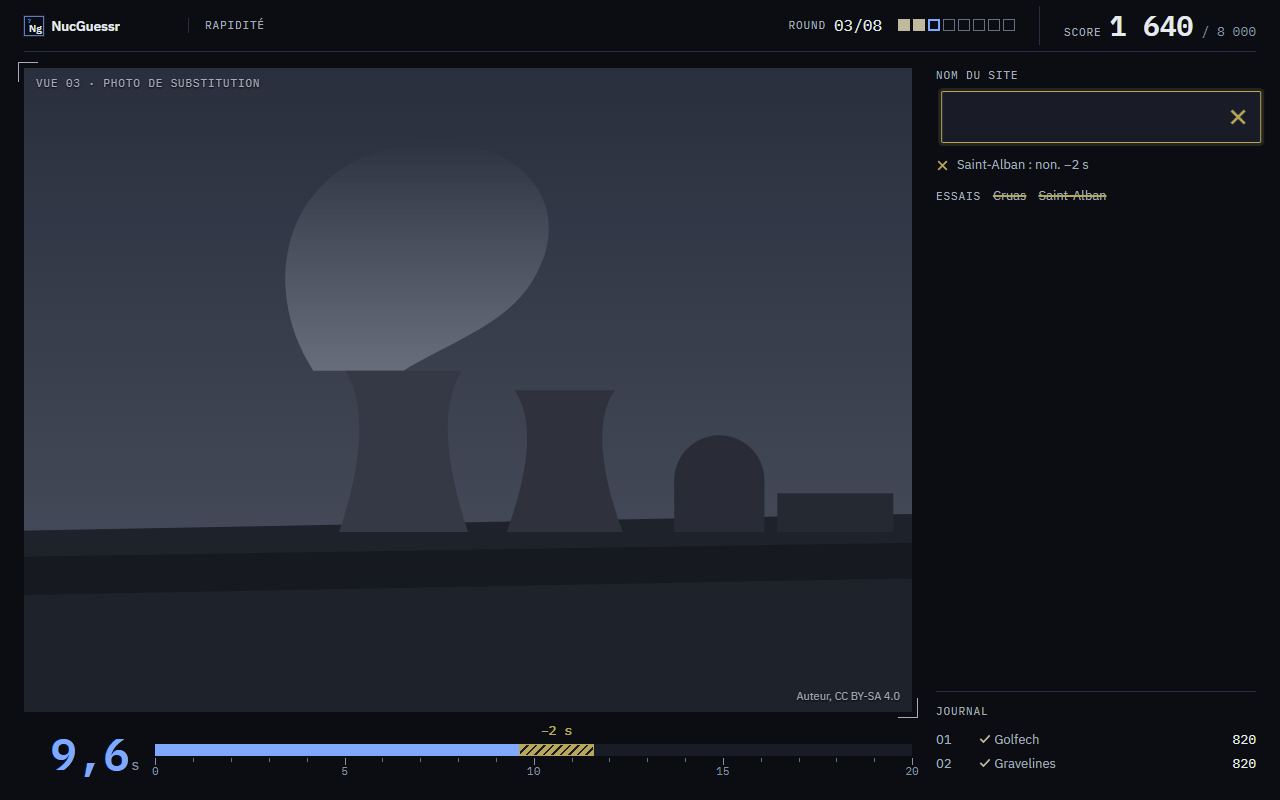 Ng NucGuessr
RAPIDITÉ
ROUND 03/08
SCORE 1 640 / 8 000
VUE 03 · PHOTO DE SUBSTITUTION
Auteur, CC BY-SA 4.0
NOM DU SITE
Saint-Alban : non. −2 s
ESSAIS Cruas Saint-Alban
−2 s
9,6 s
0 5 10 15 20
JOURNAL
01 Golfech 820
02 Gravelines 820